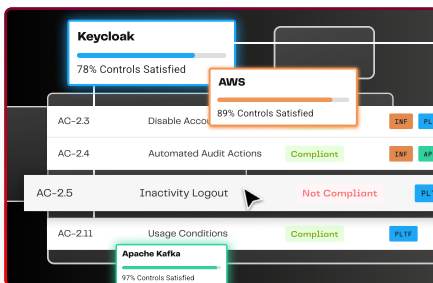 Keycloak
78% Controls Satisfied
AWS
89% Controls Satisfied
AC-2.3 Disable INF
AC-2.4 Automated Audit Actions Compliant INF
AC-2.5 Inactivity Logout Not Compliant
AC-2.11 Usage Conditions Compliant PLTF
Apache Kafka
97% Controls Satisfied